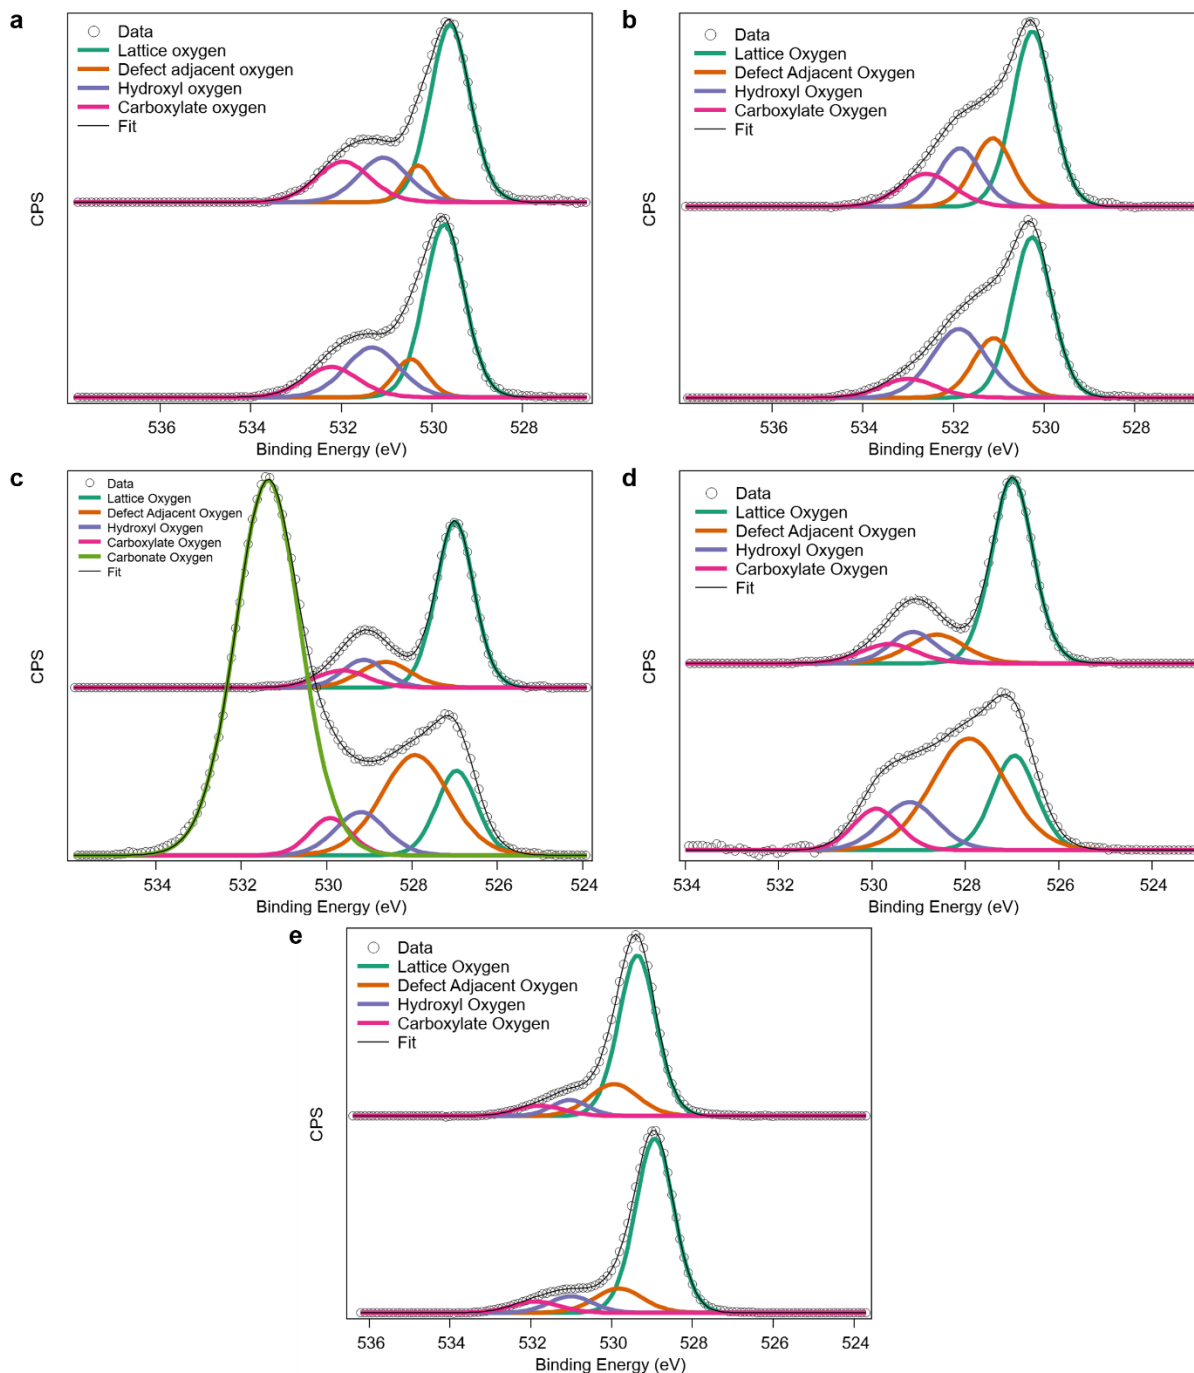 a
Data
Lattice oxygen
Defect adjacent oxygen
Hydroxyl oxygen
Carboxylate oxygen
Fit
CPS
536 534 532 530 528
Binding Energy (eV)
b
Data
Lattice Oxygen
Defect Adjacent Oxygen
Hydroxyl Oxygen
Carboxylate Oxygen
Fit
CPS
536 534 532 530 528
Binding Energy (eV)
c
Data
Lattice Oxygen
Defect Adjacent Oxygen
Hydroxyl Oxygen
Carboxylate Oxygen
Carbonate Oxygen
Fit
CPS
534 532 530 528 526 524
Binding Energy (eV)
d
Data
Lattice Oxygen
Defect Adjacent Oxygen
Hydroxyl Oxygen
Carboxylate Oxygen
Fit
CPS
534 532 530 528 526 524
Binding Energy (eV)
e
Data
Lattice Oxygen
Defect Adjacent Oxygen
Hydroxyl Oxygen
Carboxylate Oxygen
Fit
CPS
536 534 532 530 528 526 524
Binding Energy (eV)